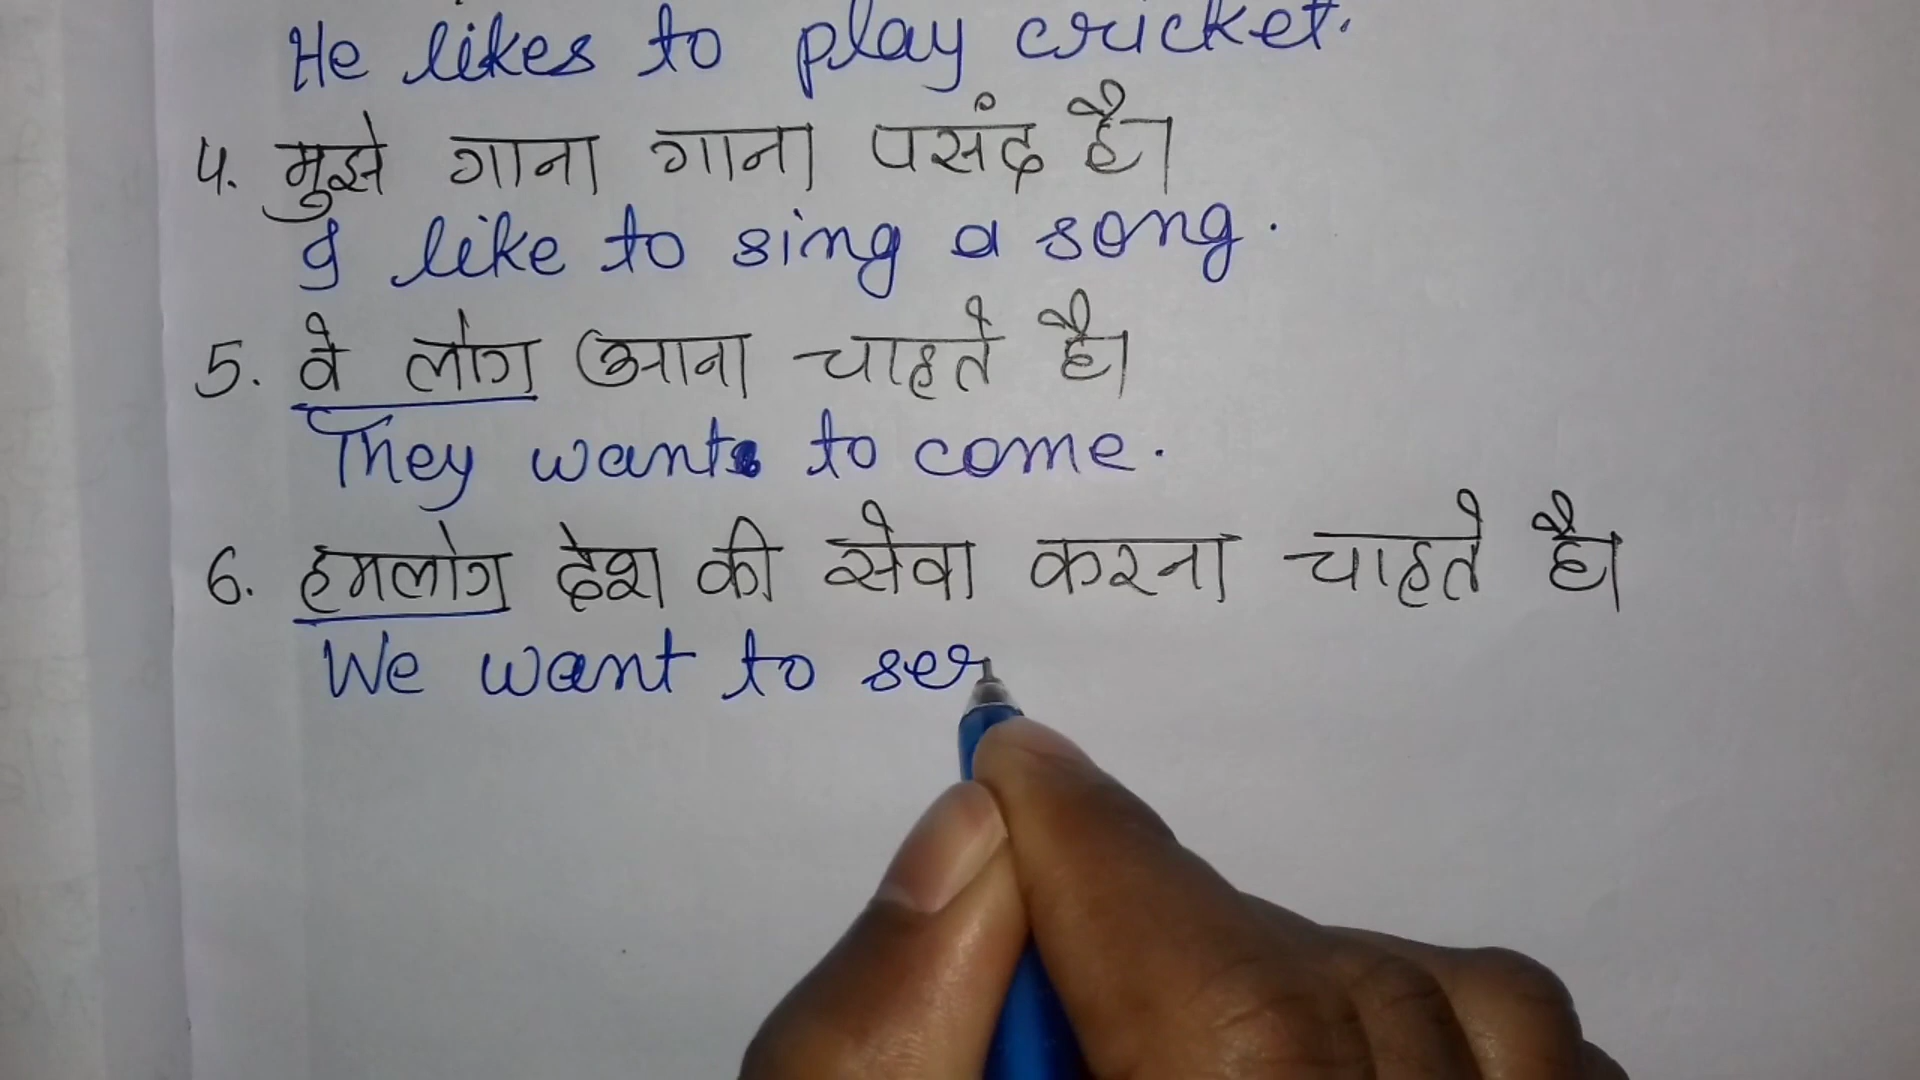 He likes to play cricket.
4. मुझे गाना गाना पसंद है।
I like to sing a song.
5. वे लोग आना चाहते है।
They want to come.
6. हमलोग देश की सेवा करना चाहते है।
We want to ser